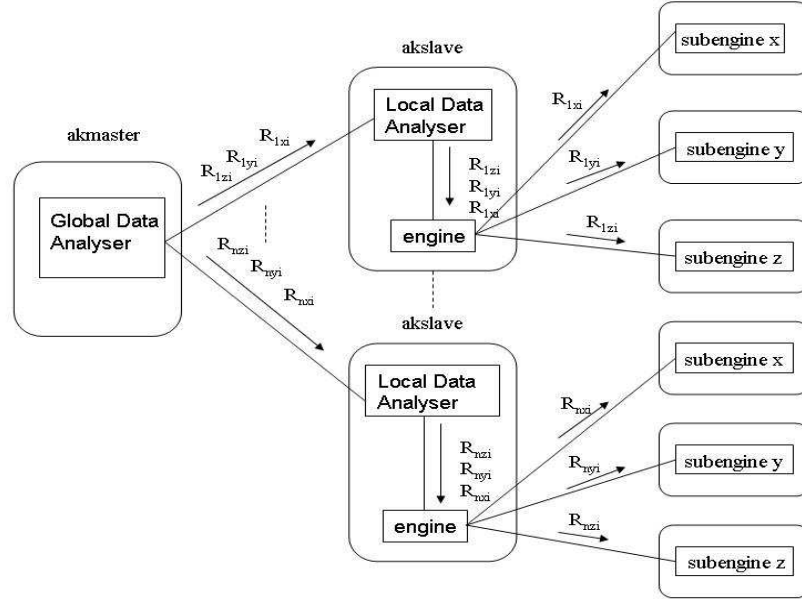 akmaster
Global Data
Analyser
R1zi
R1yi
R1xi
Rnzi
Rnyi
Rnxi
akslave
Local Data
Analyser
R1zi
R1yi
R1xi
engine
R1xi
R1yi
R1zi
subengine x
subengine y
subengine z
akslave
Local Data
Analyser
Rnzi
Rnyi
Rnxi
engine
Rnxi
Rnyi
Rnzi
subengine x
subengine y
subengine z